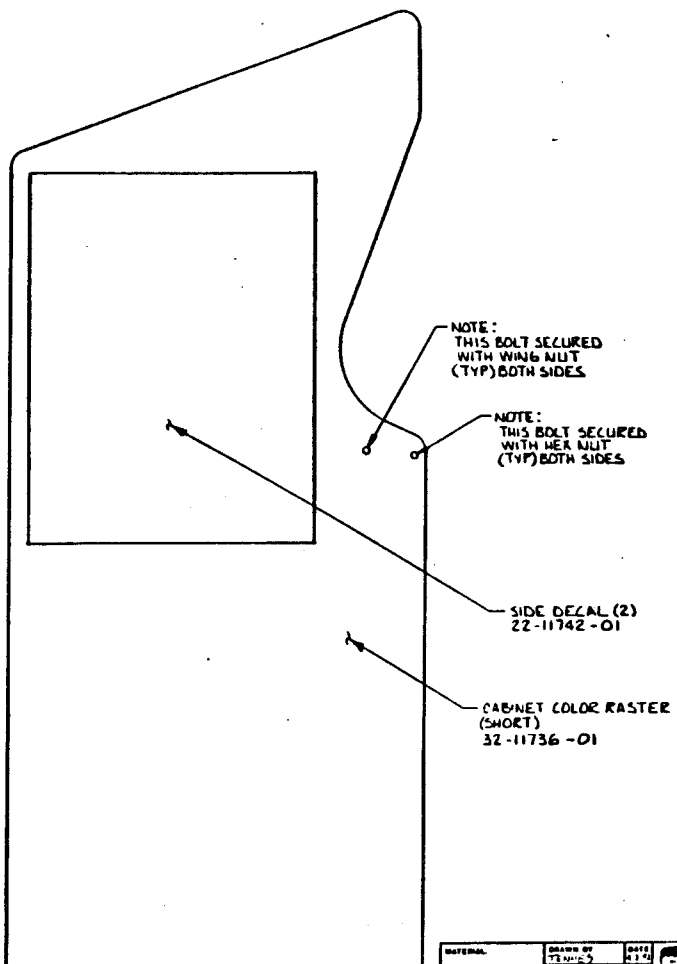 NOTE:
THIS BOLT SECURED
WITH WING NUT
(TYP) BOTH SIDES
NOTE:
THIS BOLT SECURED
WITH HEX NUT
(TYP) BOTH SIDES
SIDE DECAL (2)
22-11742-01
CABINET COLOR RASTER
(SHORT)
32-11736-01
MATERIAL
DRAWN BY
DATE